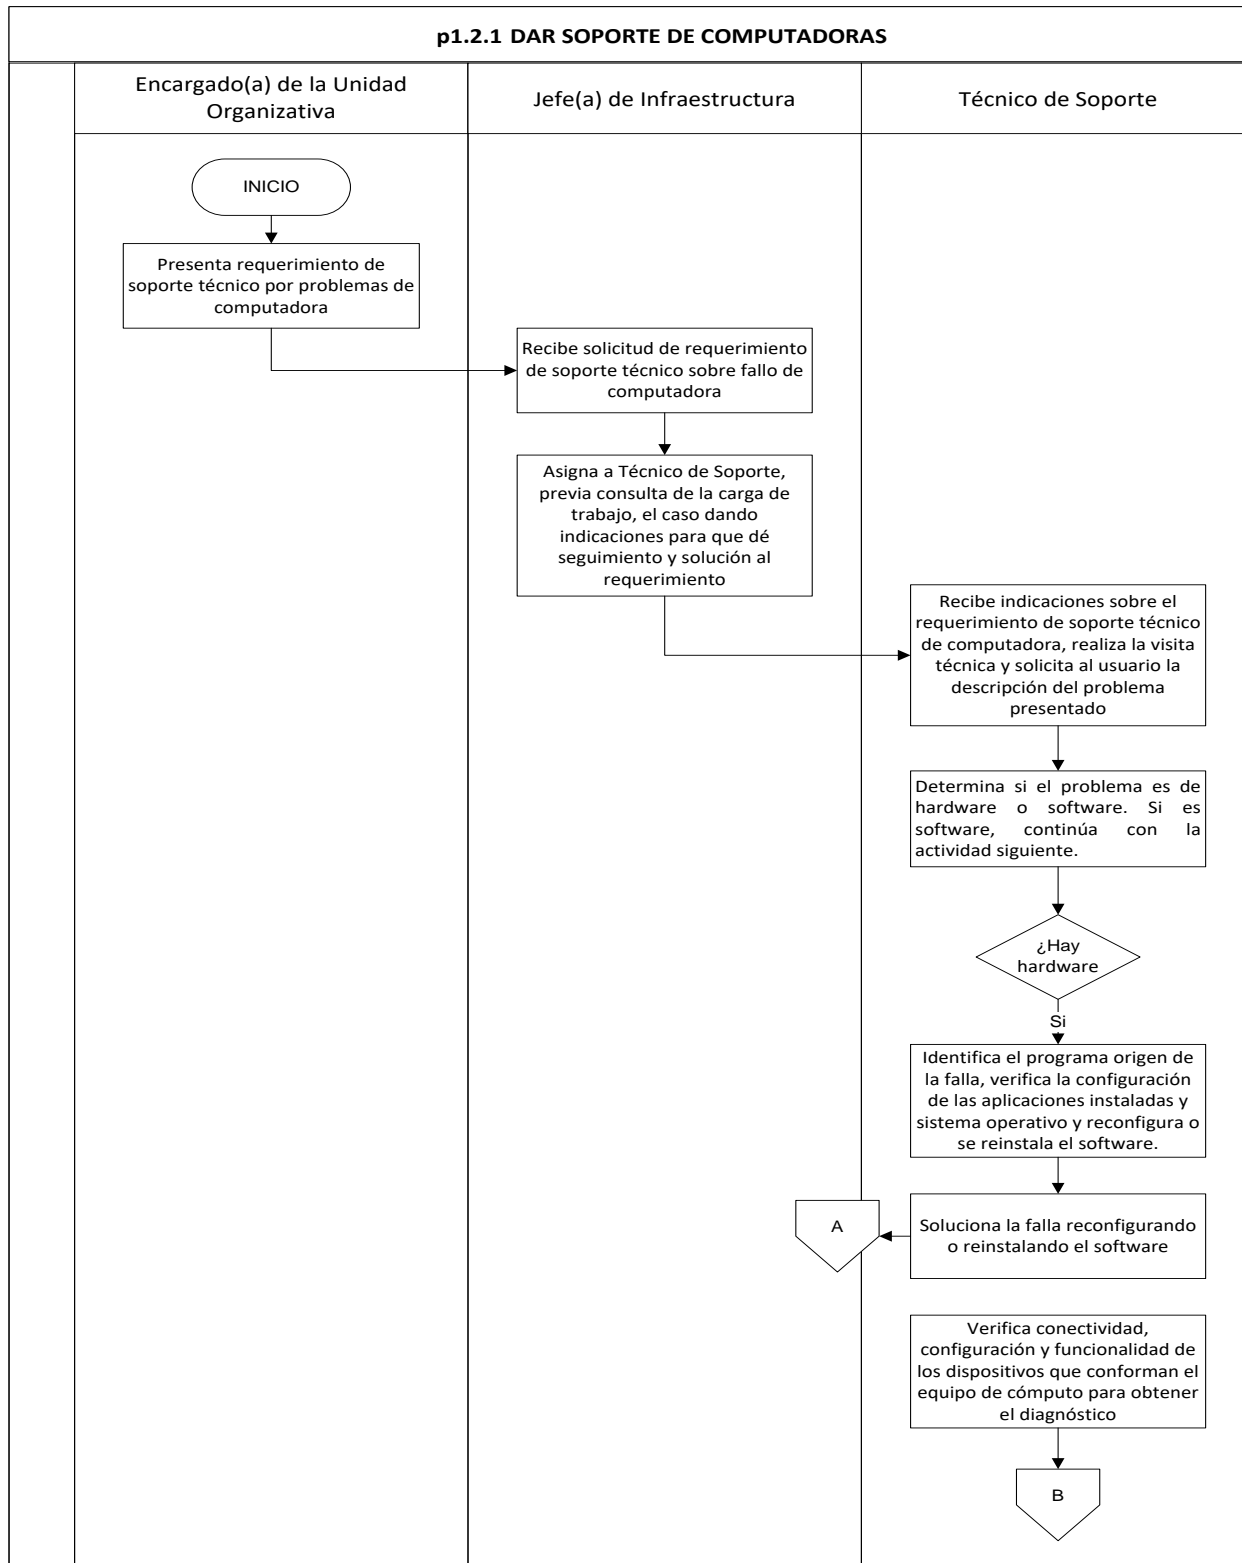 p1.2.1 DAR SOPORTE DE COMPUTADORAS
Encargado(a) de la Unidad
Organizativa
Jefe(a) de Infraestructura
Técnico de Soporte
INICIO
Presenta requerimiento de
soporte técnico por problemas de
computadora
Recibe solicitud de requerimiento
de soporte técnico sobre fallo de
computadora
Asigna a Técnico de Soporte,
previa consulta de la carga de
trabajo, el caso dando
indicaciones para que dé
seguimiento y solución al
requerimiento
Recibe indicaciones sobre el
requerimiento de soporte técnico
de computadora, realiza la visita
técnica y solicita al usuario la
descripción del problema
presentado
Determina si el problema es de
hardware o software. Si es
software, continúa con la
actividad siguiente.
¿Hay
hardware
Si
Identifica el programa origen de
la falla, verifica la configuración
de las aplicaciones instaladas y
sistema operativo y reconfigura o
se reinstala el software.
A
Soluciona la falla reconfigurando
o reinstalando el software
Verifica conectividad,
configuración y funcionalidad de
los dispositivos que conforman el
equipo de cómputo para obtener
el diagnóstico
B